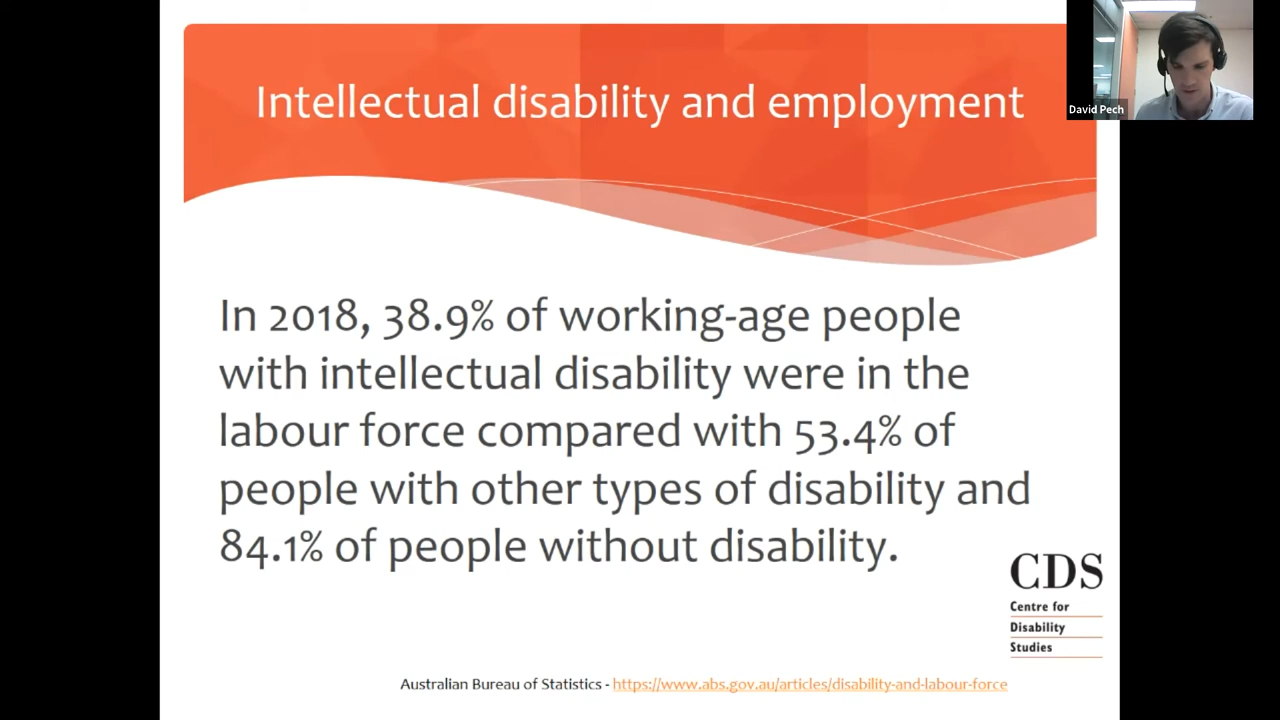 Intellectual disability and employment
David Pech
In 2018, 38.9% of working-age people
with intellectual disability were in the
labour force compared with 53.4% of
people with other types of disability and
84.1% of people without disability.
CDS
Centre for
Disability
Studies
Australian Bureau of Statistics - https://www.abs.gov.au/articles/disability-and-labour-force